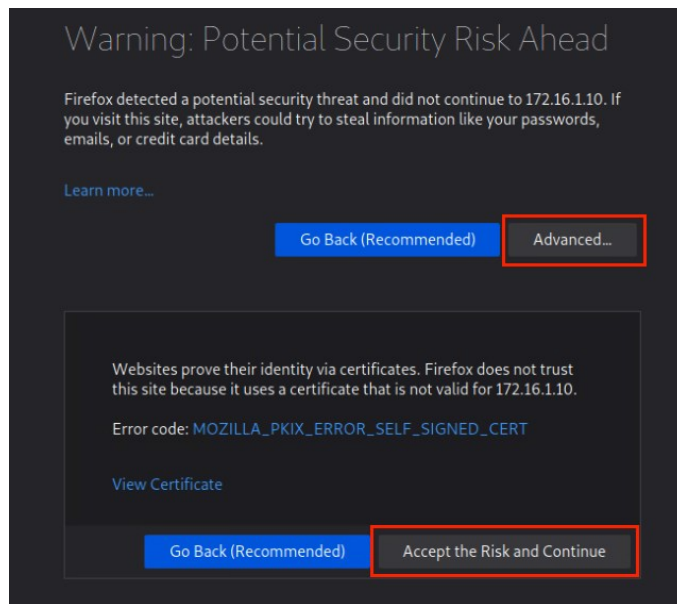 Warning: Potential Security Risk Ahead
Firefox detected a potential security threat and did not continue to 172.16.1.10. If
you visit this site, attackers could try to steal information like your passwords,
emails, or credit card details.
Learn more...
Go Back (Recommended)
Advanced...
Websites prove their identity via certificates. Firefox does not trust
this site because it uses a certificate that is not valid for 172.16.1.10.
Error code: MOZILLA_PKIX_ERROR_SELF_SIGNED_CERT
View Certificate
Go Back (Recommended)
Accept the Risk and Continue